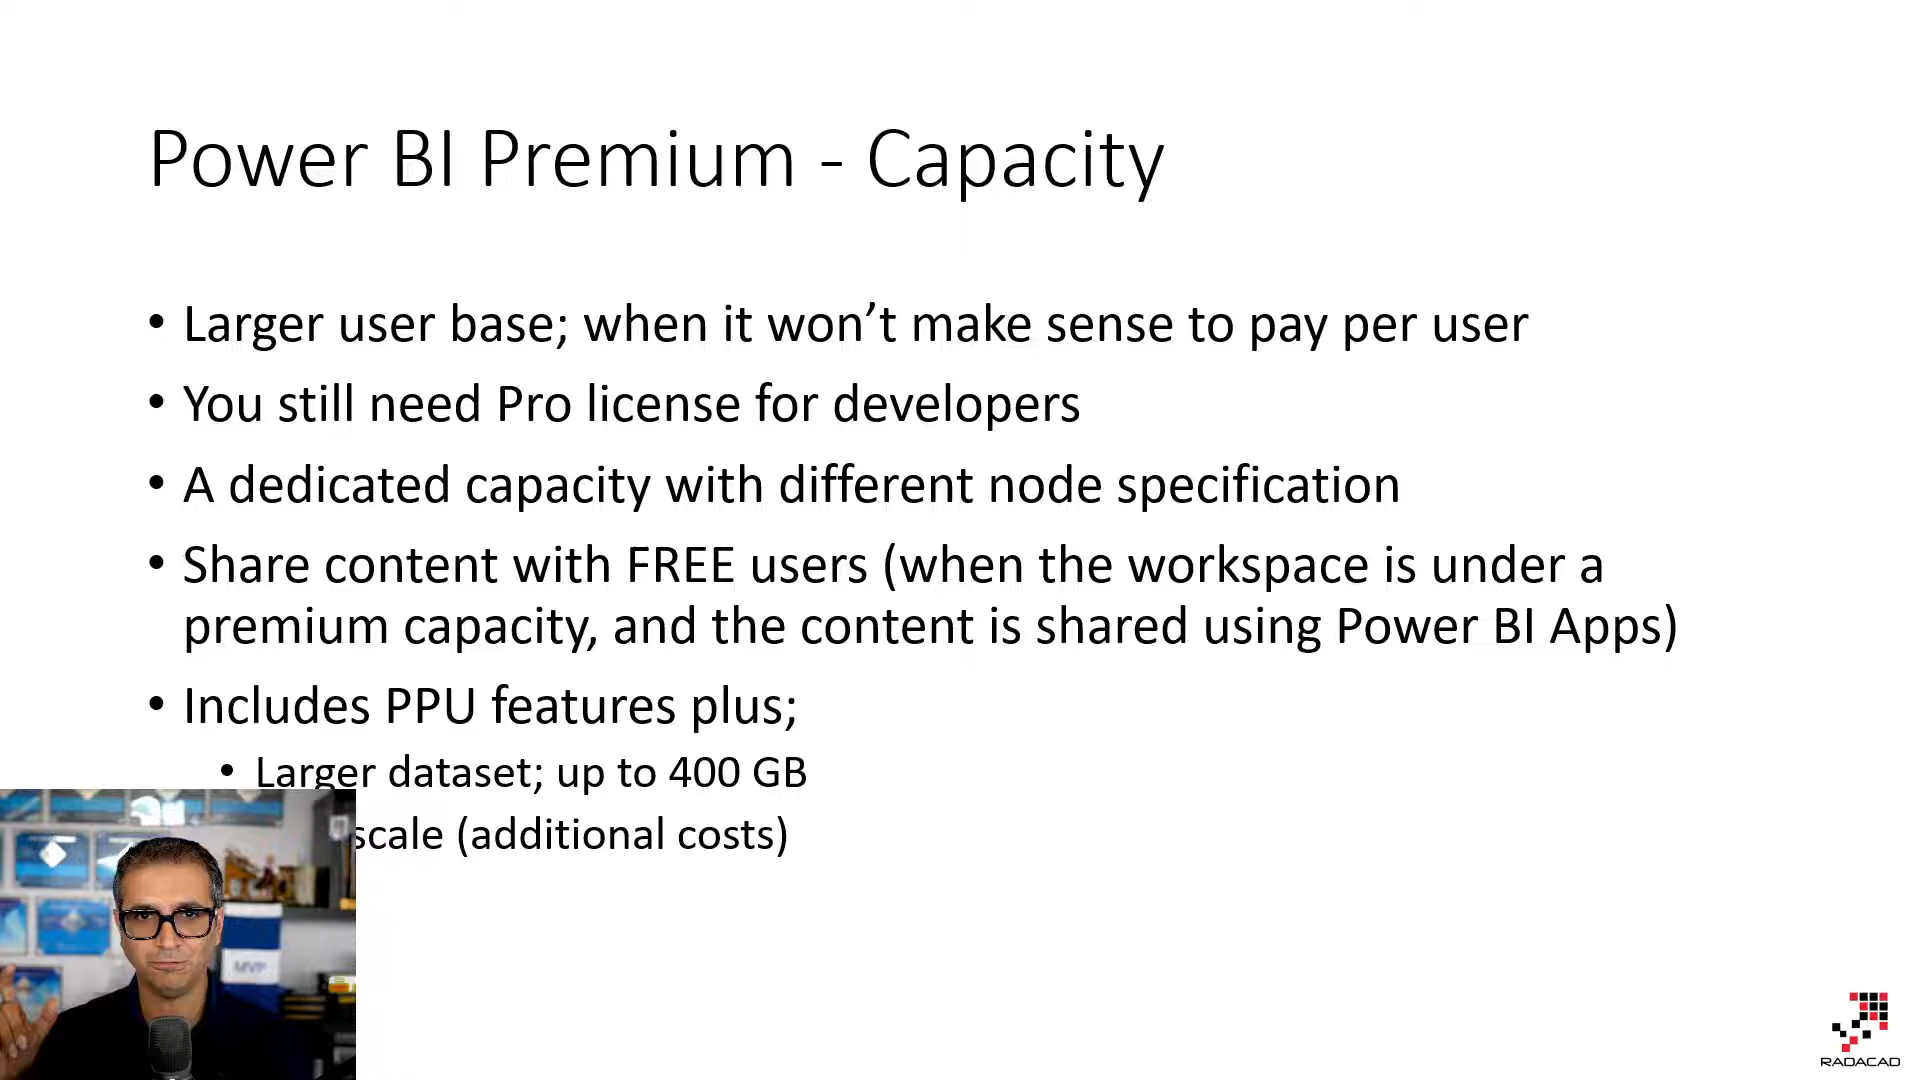 Power BI Premium - Capacity
• Larger user base; when it won’t make sense to pay per user
• You still need Pro license for developers
• A dedicated capacity with different node specification
• Share content with FREE users (when the workspace is under a
premium capacity, and the content is shared using Power BI Apps)
• Includes PPU features plus;
• Larger dataset; up to 400 GB
scale (additional costs)
MVP
RADACAD